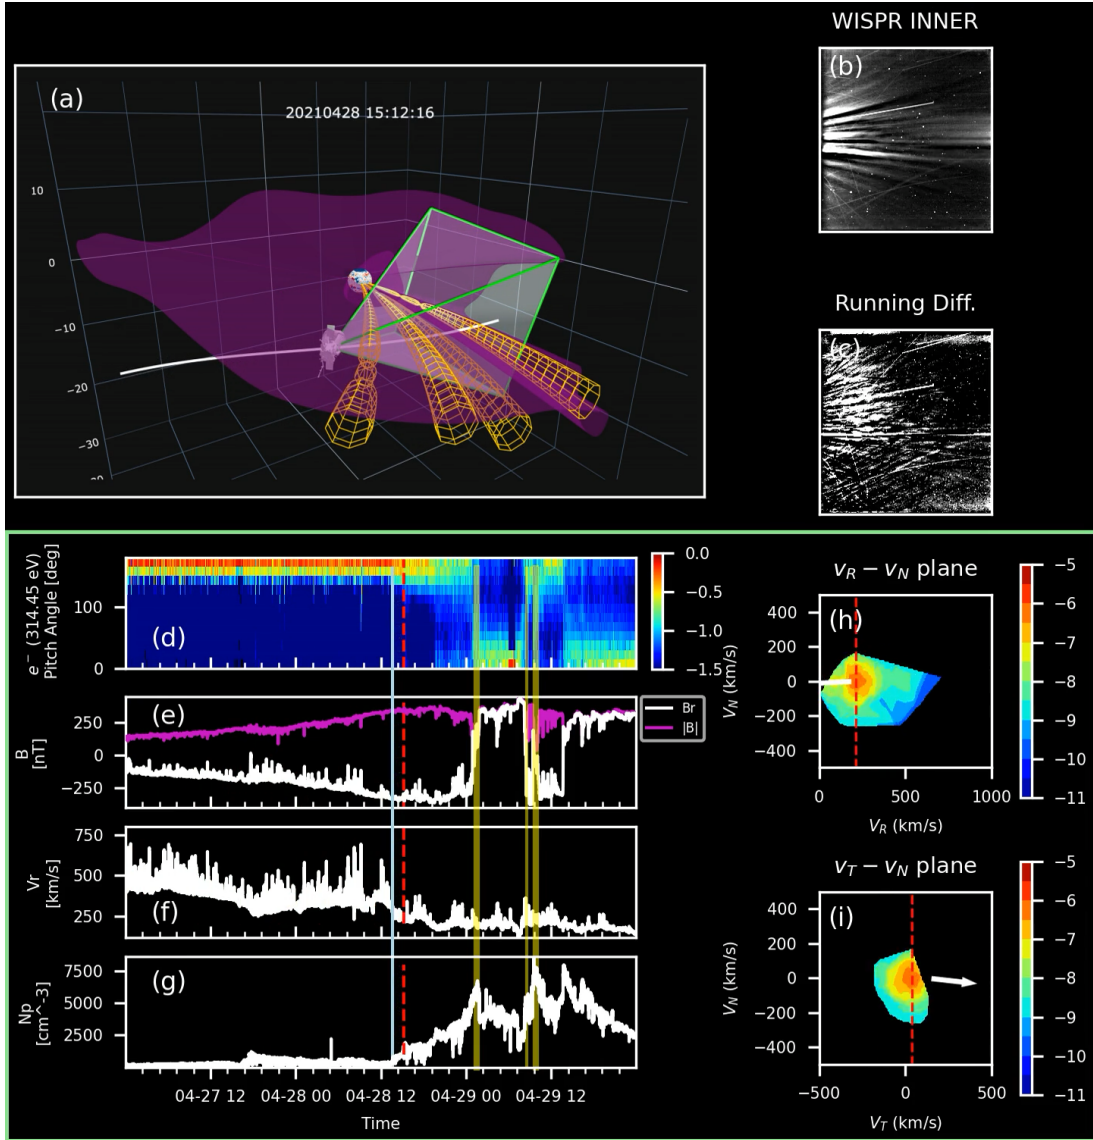 WISPR INNER
(a)
20210428 15:12:16
(b)
10
0
−10
−20
−30
Running Diff.
(c)
e⁻ (314.45 eV)
Pitch Angle [deg]
100
0
(d)
0.0
−0.5
−1.0
−1.5
B
[nT]
250
0
−250
(e)
Br
|B|
Vr
[km/s]
750
500
250
(f)
Np
[cm^-3]
7500
5000
2500
(g)
04-27 12
04-28 00
04-28 12
04-29 00
04-29 12
Time
v_R − v_N plane
(h)
V_N (km/s)
400
200
0
−200
−400
0
500
1000
V_R (km/s)
−5
−6
−7
−8
−9
−10
−11
v_T − v_N plane
(i)
V_N (km/s)
400
200
0
−200
−400
−500
0
500
V_T (km/s)
−5
−6
−7
−8
−9
−10
−11